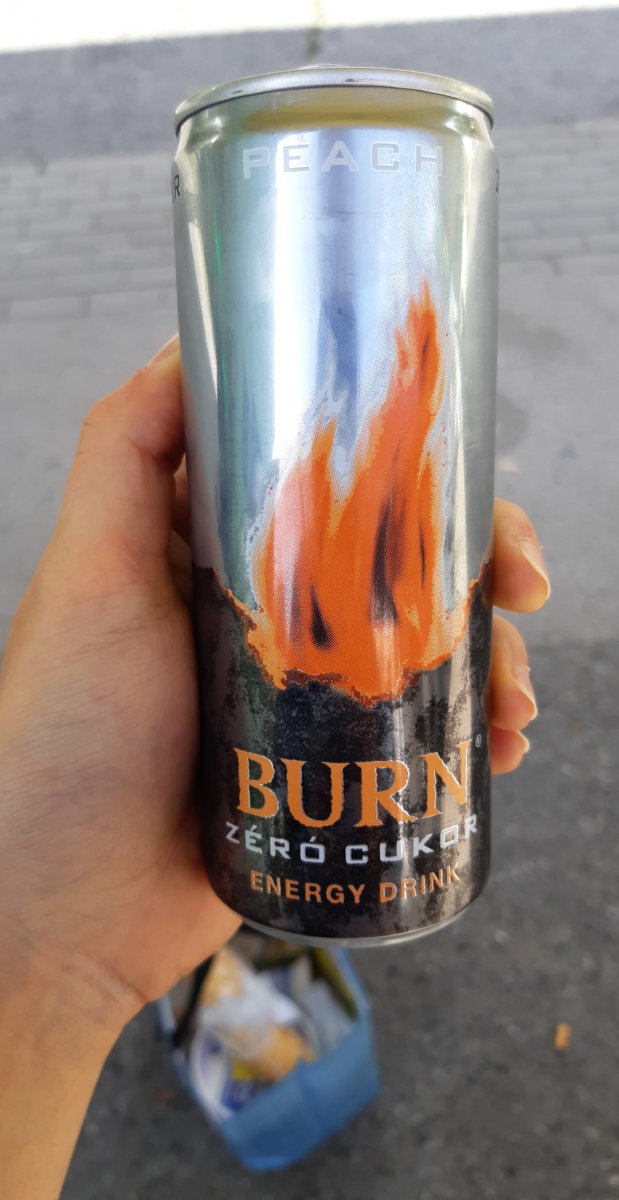 PEACH
BURN®
ZÉRÓ CUKOR
ENERGY DRINK